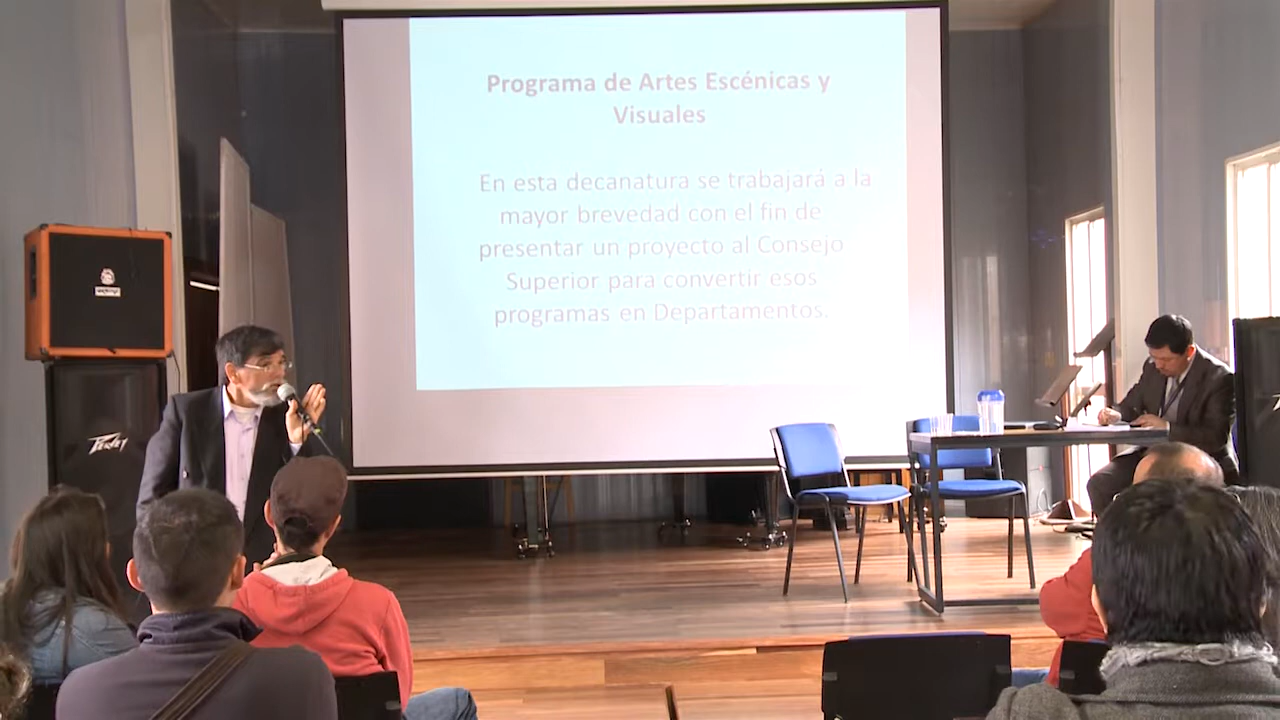 Programa de Artes Escénicas y
Visuales
En esta decanatura se trabajará a la
mayor brevedad con el fin de
presentar un proyecto al Consejo
Superior para convertir esos
programas en Departamentos.
PEAVEY